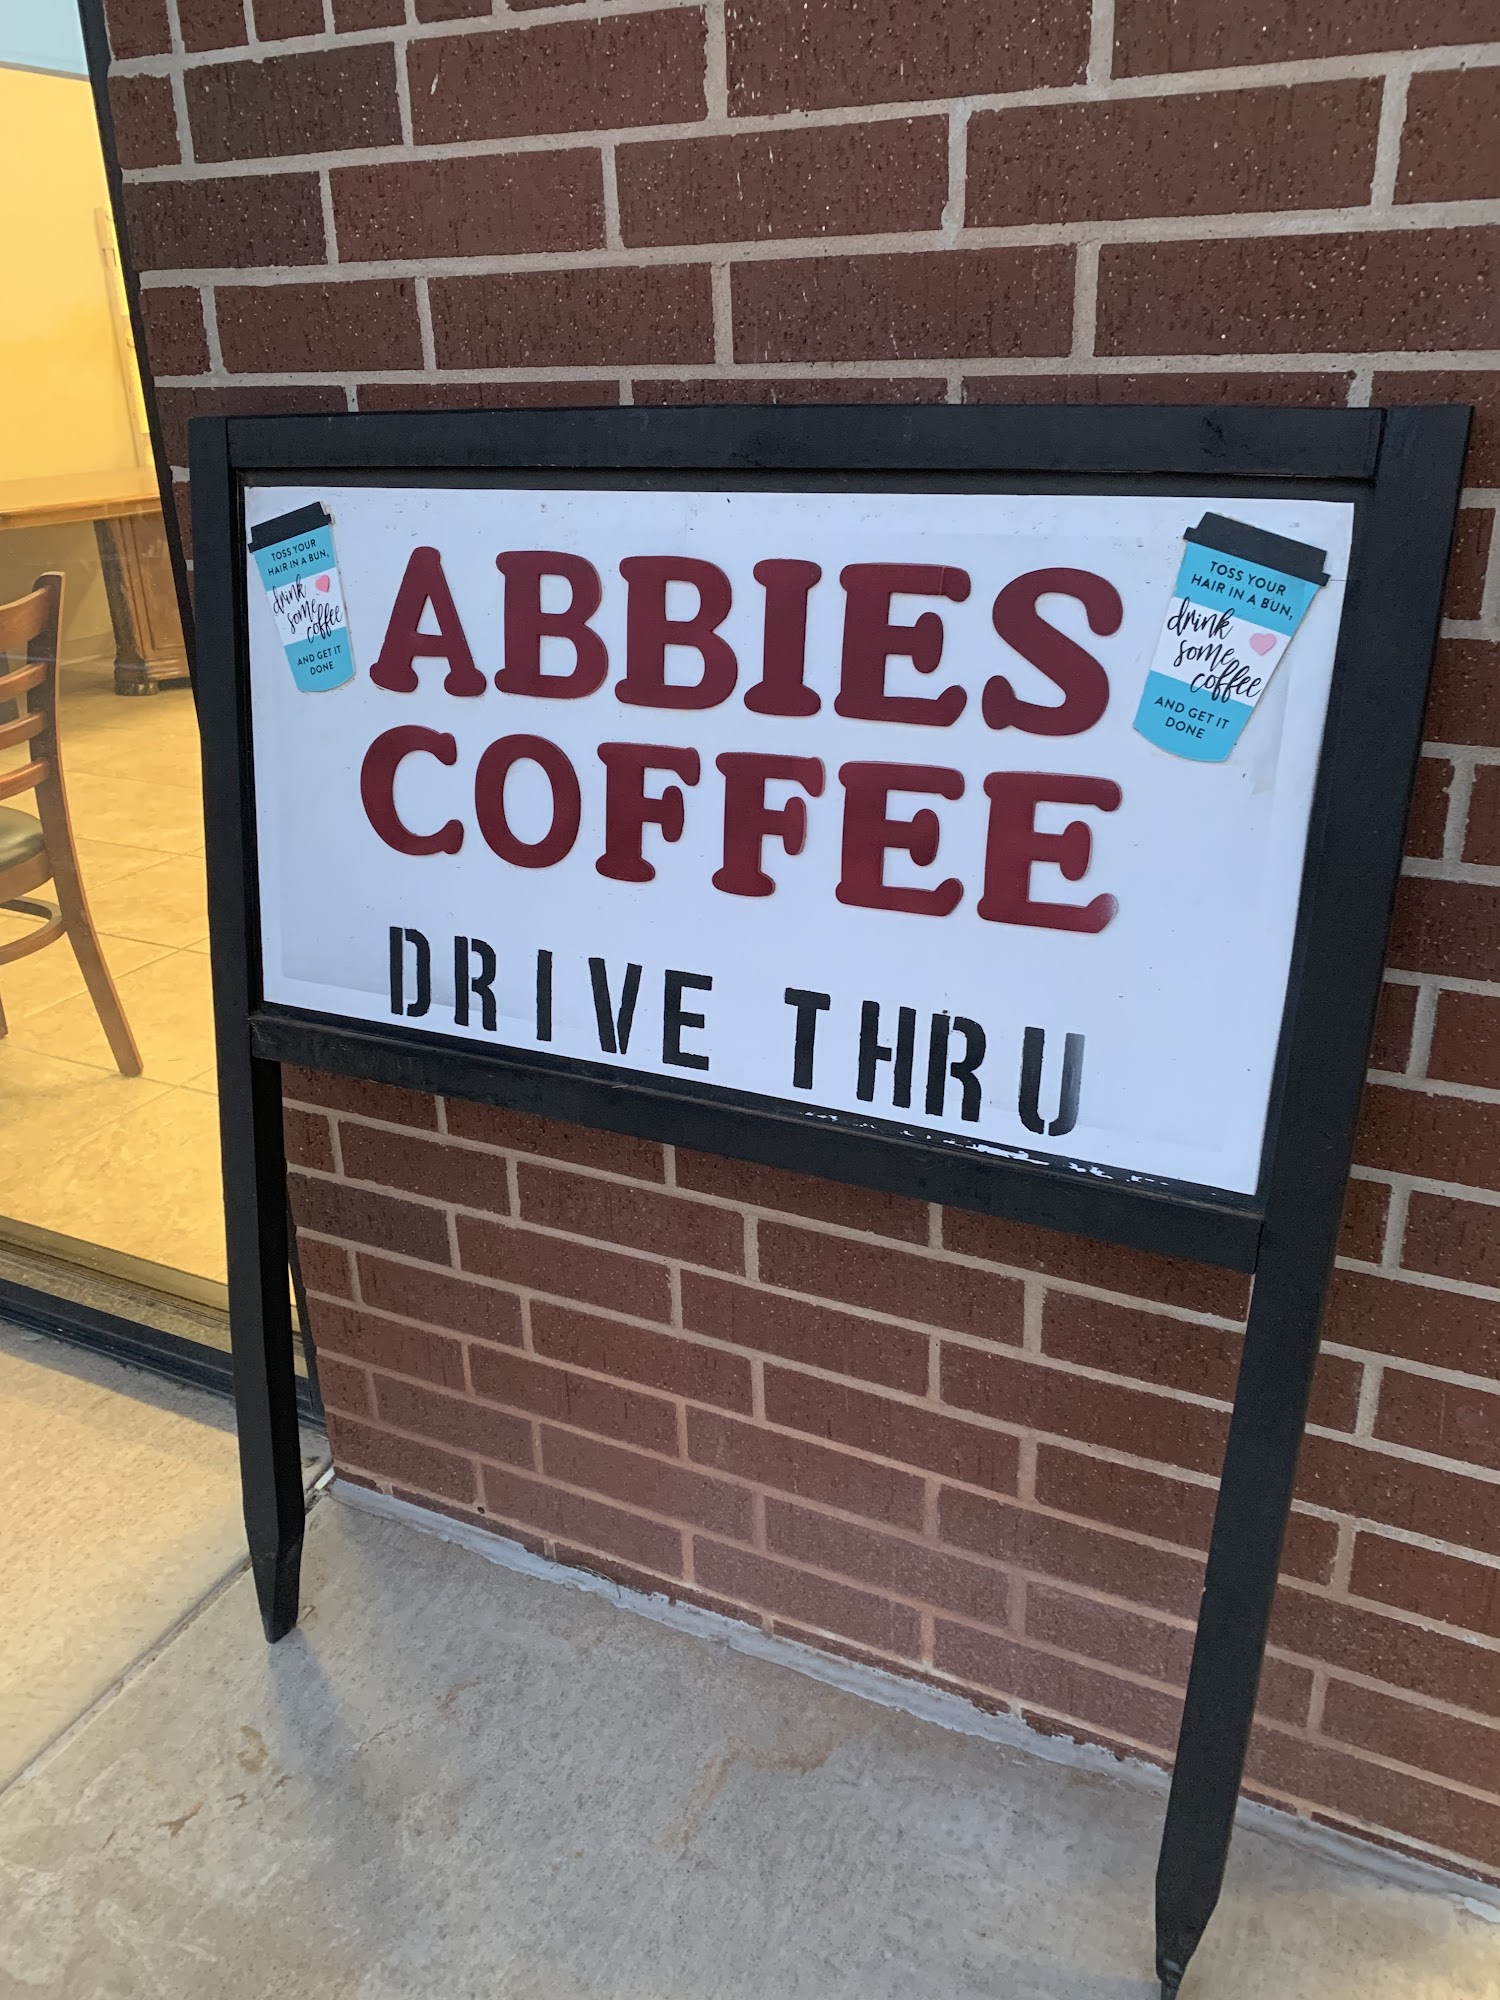 TOSS YOUR
HAIR IN A BUN,
drink
some
coffee
AND GET IT
DONE
ABBIES
COFFEE
DRIVE THRU
TOSS YOUR
HAIR IN A BUN,
drink
some
coffee
AND GET IT
DONE